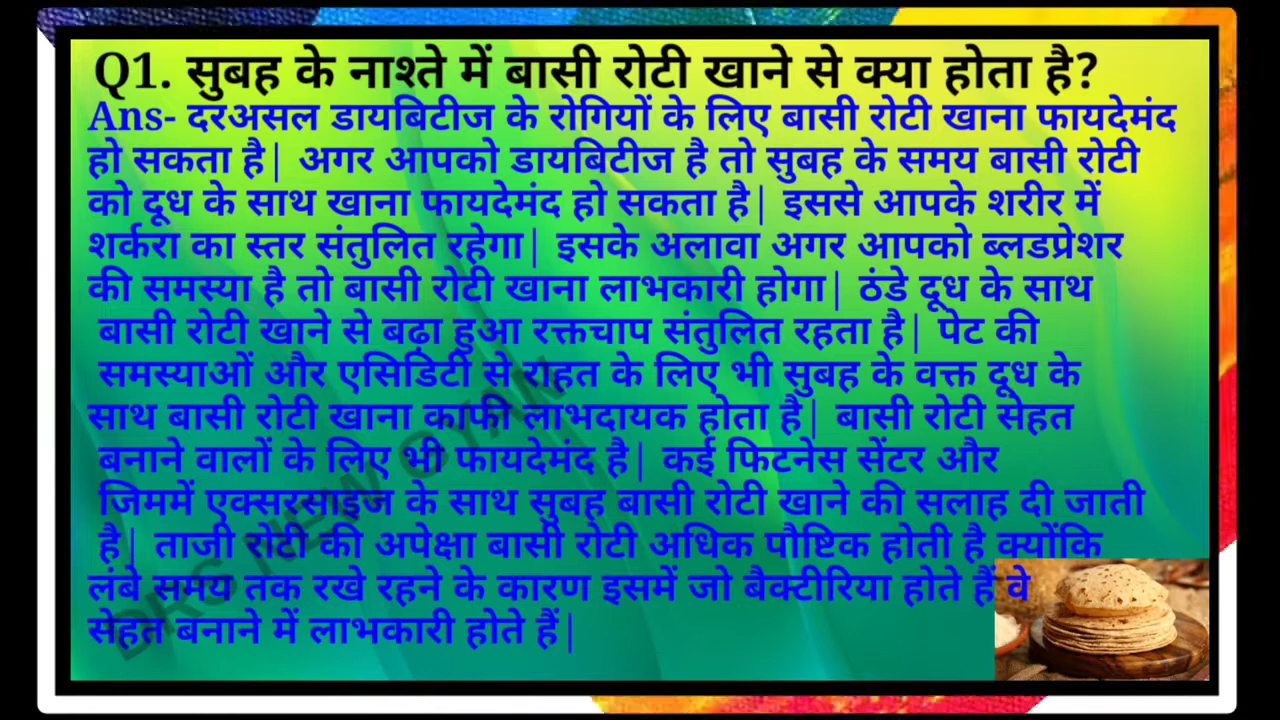 Q1. सुबह के नाश्ते में बासी रोटी खाने से क्या होता है?
Ans- दरअसल डायबिटीज के रोगियों के लिए बासी रोटी खाना फायदेमंद
हो सकता है| अगर आपको डायबिटीज है तो सुबह के समय बासी रोटी
को दूध के साथ खाना फायदेमंद हो सकता है| इससे आपके शरीर में
शर्करा का स्तर संतुलित रहेगा| इसके अलावा अगर आपको ब्लडप्रेशर
की समस्या है तो बासी रोटी खाना लाभकारी होगा| ठंडे दूध के साथ
बासी रोटी खाने से बढ़ा हुआ रक्तचाप संतुलित रहता है| पेट की
समस्याओं और एसिडिटी से राहत के लिए भी सुबह के वक्त दूध के
साथ बासी रोटी खाना काफी लाभदायक होता है| बासी रोटी सेहत
बनाने वालों के लिए भी फायदेमंद है| कई फिटनेस सेंटर और
जिममें एक्सरसाइज के साथ सुबह बासी रोटी खाने की सलाह दी जाती
है| ताजी रोटी की अपेक्षा बासी रोटी अधिक पौष्टिक होती है क्योंकि
लंबे समय तक रखे रहने के कारण इसमें जो बैक्टीरिया होते हैं वे
सेहत बनाने में लाभकारी होते हैं|
DRS NEW GYAN